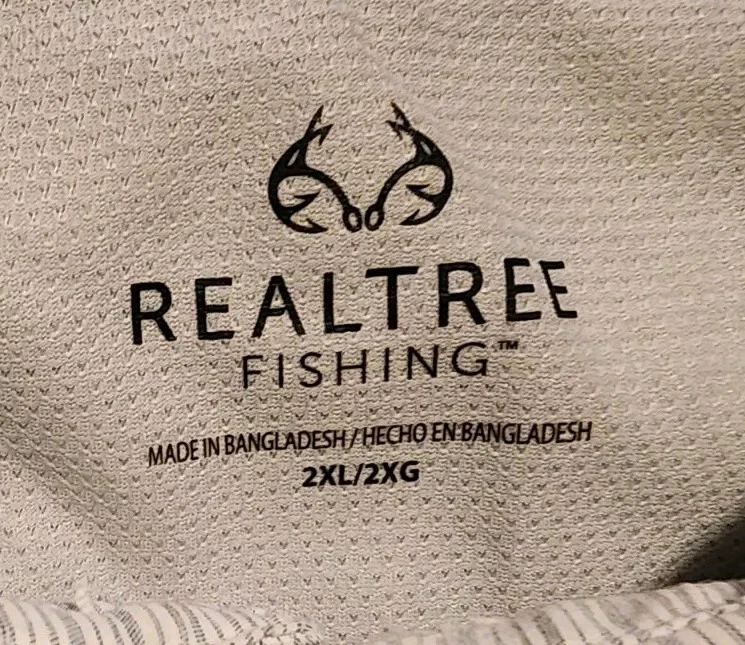 REALTREE
FISHING™
MADE IN BANGLADESH / HECHO EN BANGLADESH
2XL/2XG